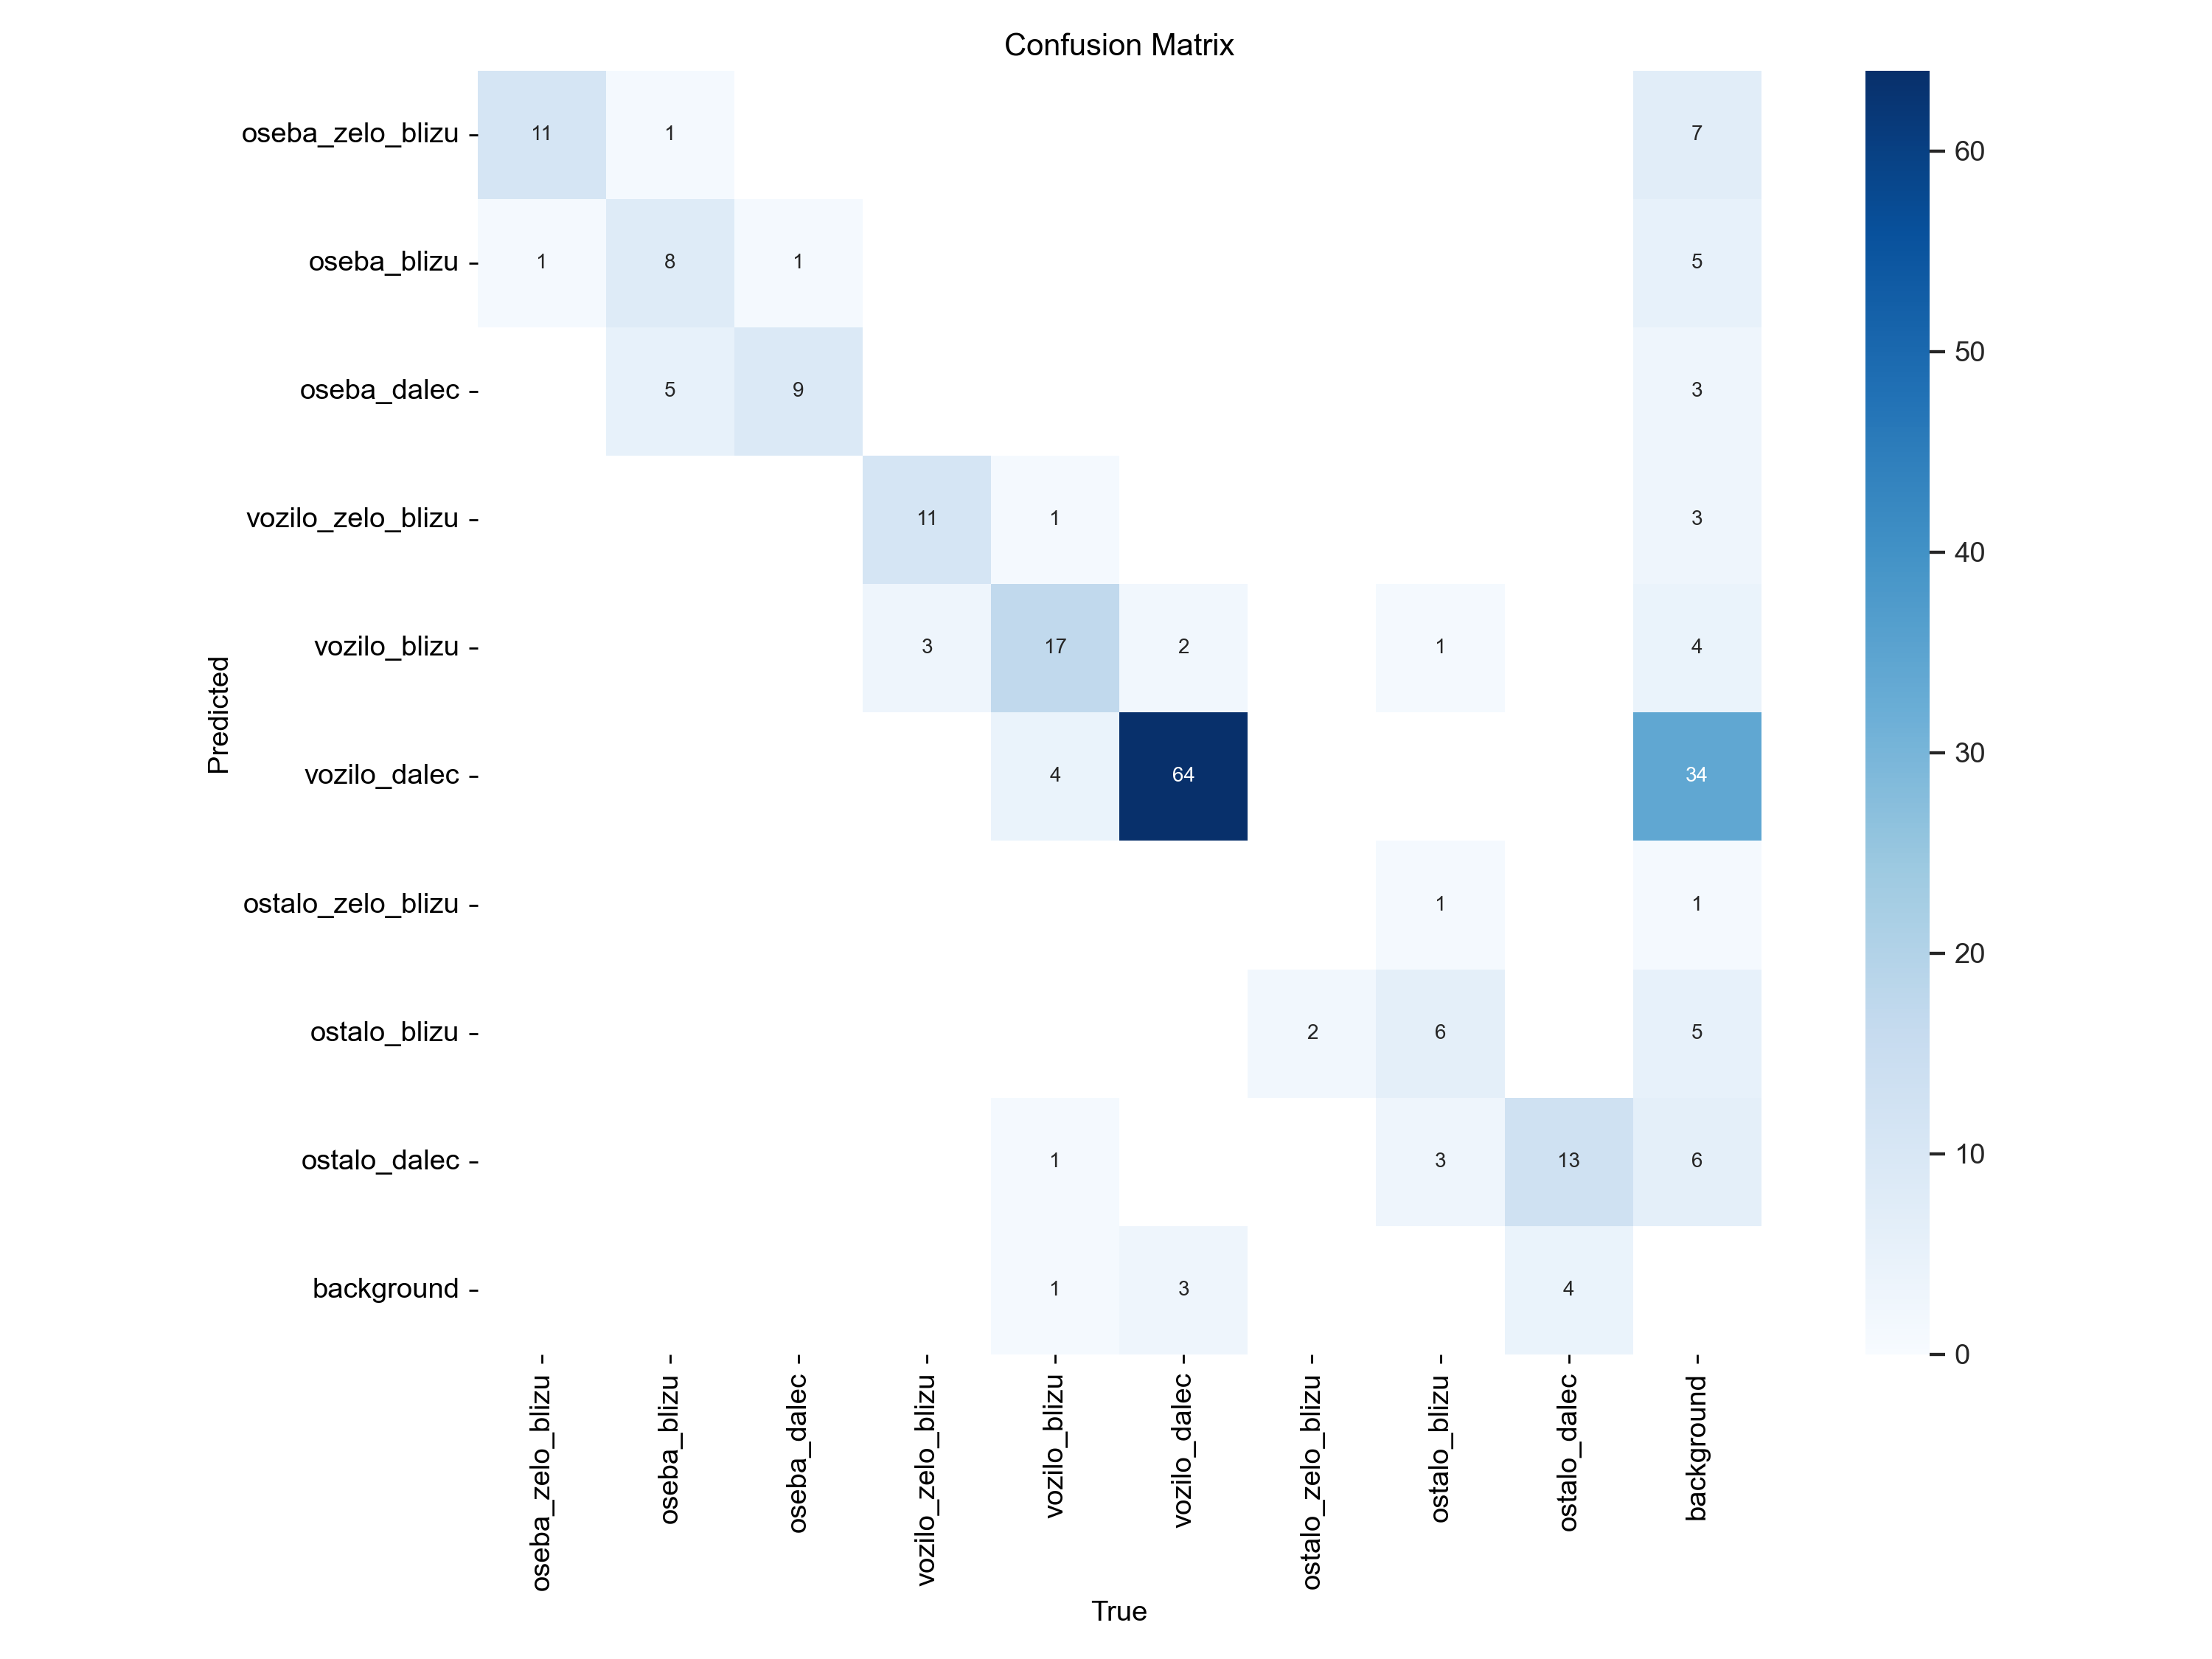 Confusion Matrix
oseba_zelo_blizu 11 1 7
oseba_blizu 1 8 1 5
oseba_dalec 5 9 3
vozilo_zelo_blizu 11 1 3
vozilo_blizu 3 17 2 1 4
vozilo_dalec 4 64 34
ostalo_zelo_blizu 1 1
ostalo_blizu 2 6 5
ostalo_dalec 1 3 13 6
background 1 3 4
Predicted
oseba_zelo_blizu
oseba_blizu
oseba_dalec
vozilo_zelo_blizu
vozilo_blizu
vozilo_dalec
ostalo_zelo_blizu
ostalo_blizu
ostalo_dalec
background
True
60
50
40
30
20
10
0